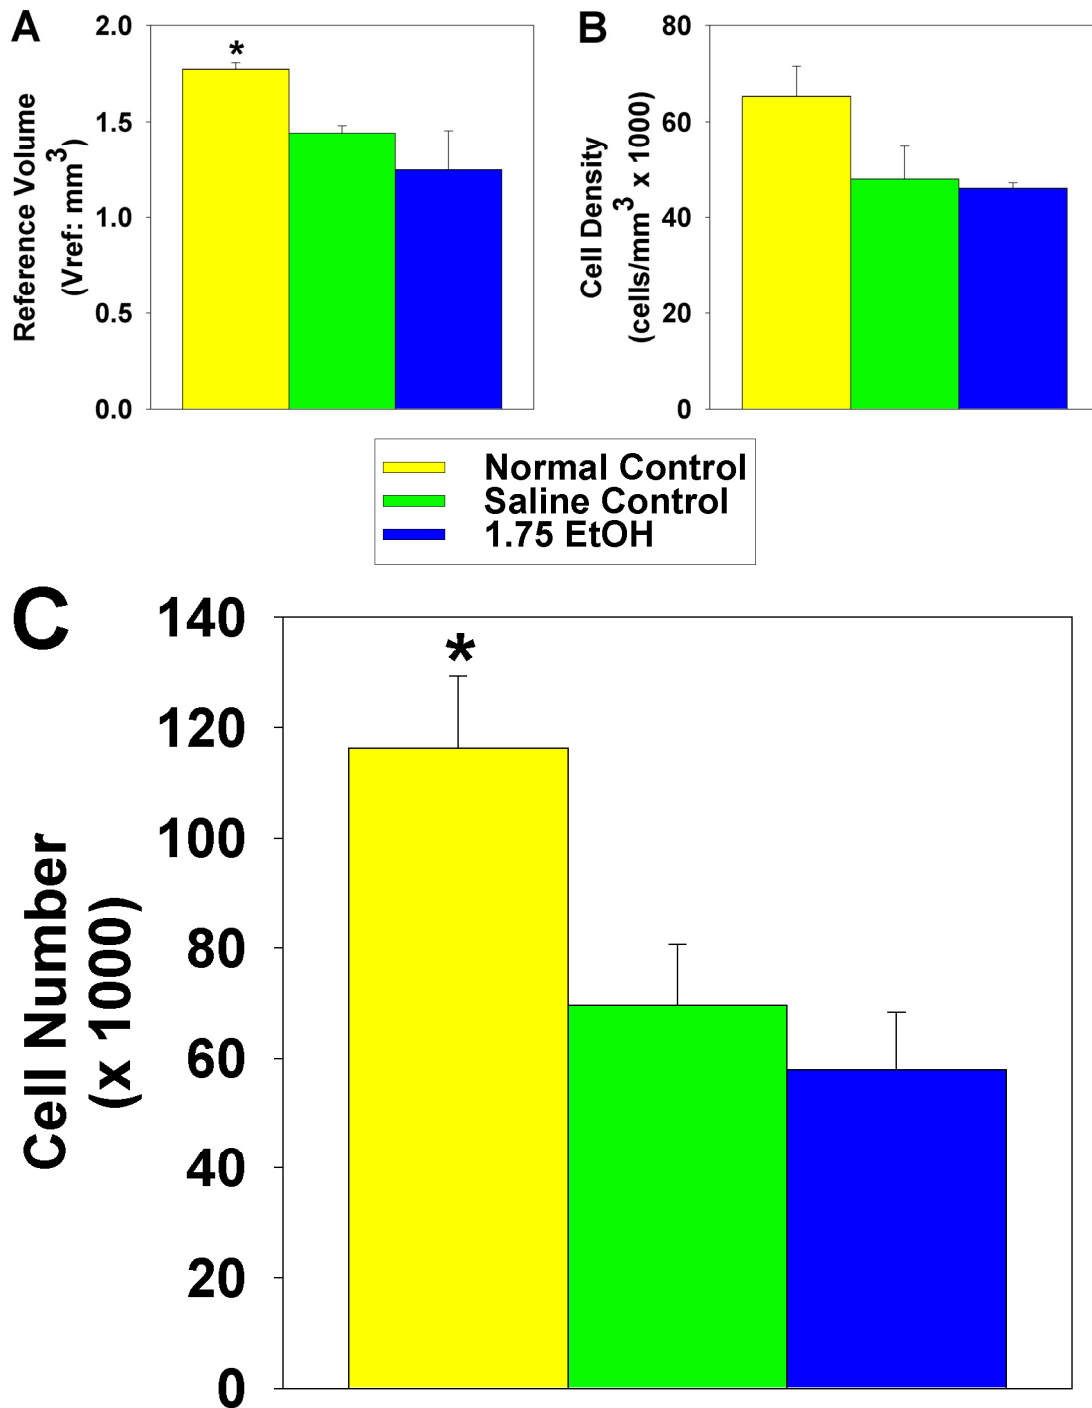 A
2.0
1.5
1.0
0.5
0.0
Reference Volume
(Vref: mm³)
*
B
80
60
40
20
0
Cell Density
(cells/mm³ x 1000)
Normal Control
Saline Control
1.75 EtOH
C
140
120
100
80
60
40
20
0
Cell Number
(x 1000)
*